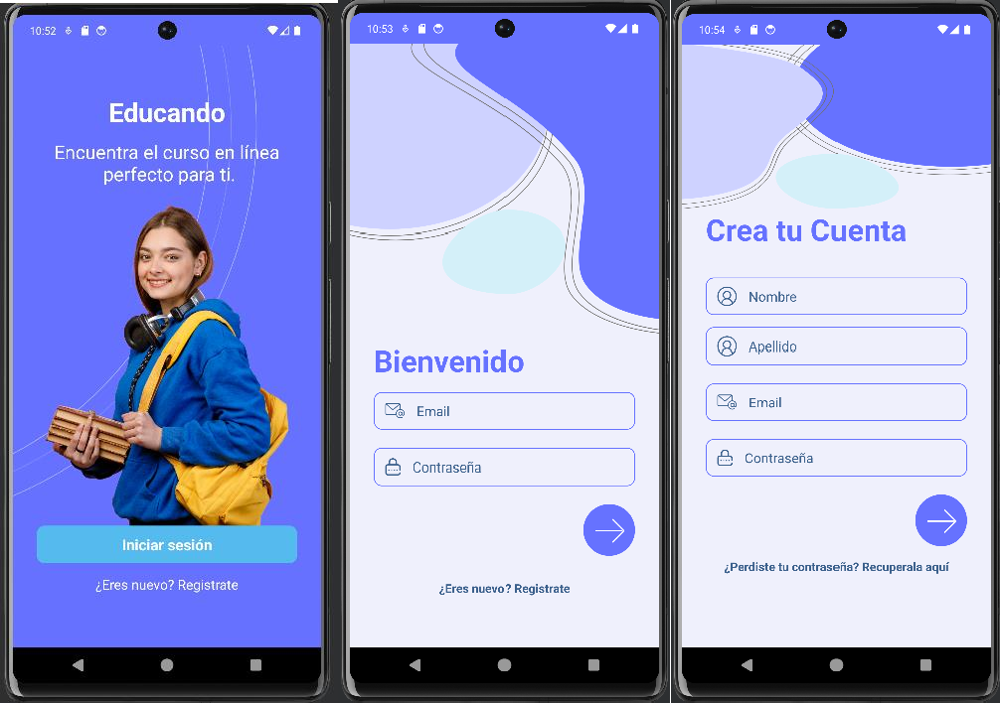 10:52
Educando
Encuentra el curso en línea
perfecto para ti.
Iniciar sesión
¿Eres nuevo? Registrate
10:53
Bienvenido
Email
Contraseña
¿Eres nuevo? Registrate
10:54
Crea tu Cuenta
Nombre
Apellido
Email
Contraseña
¿Perdiste tu contraseña? Recuperala aquí